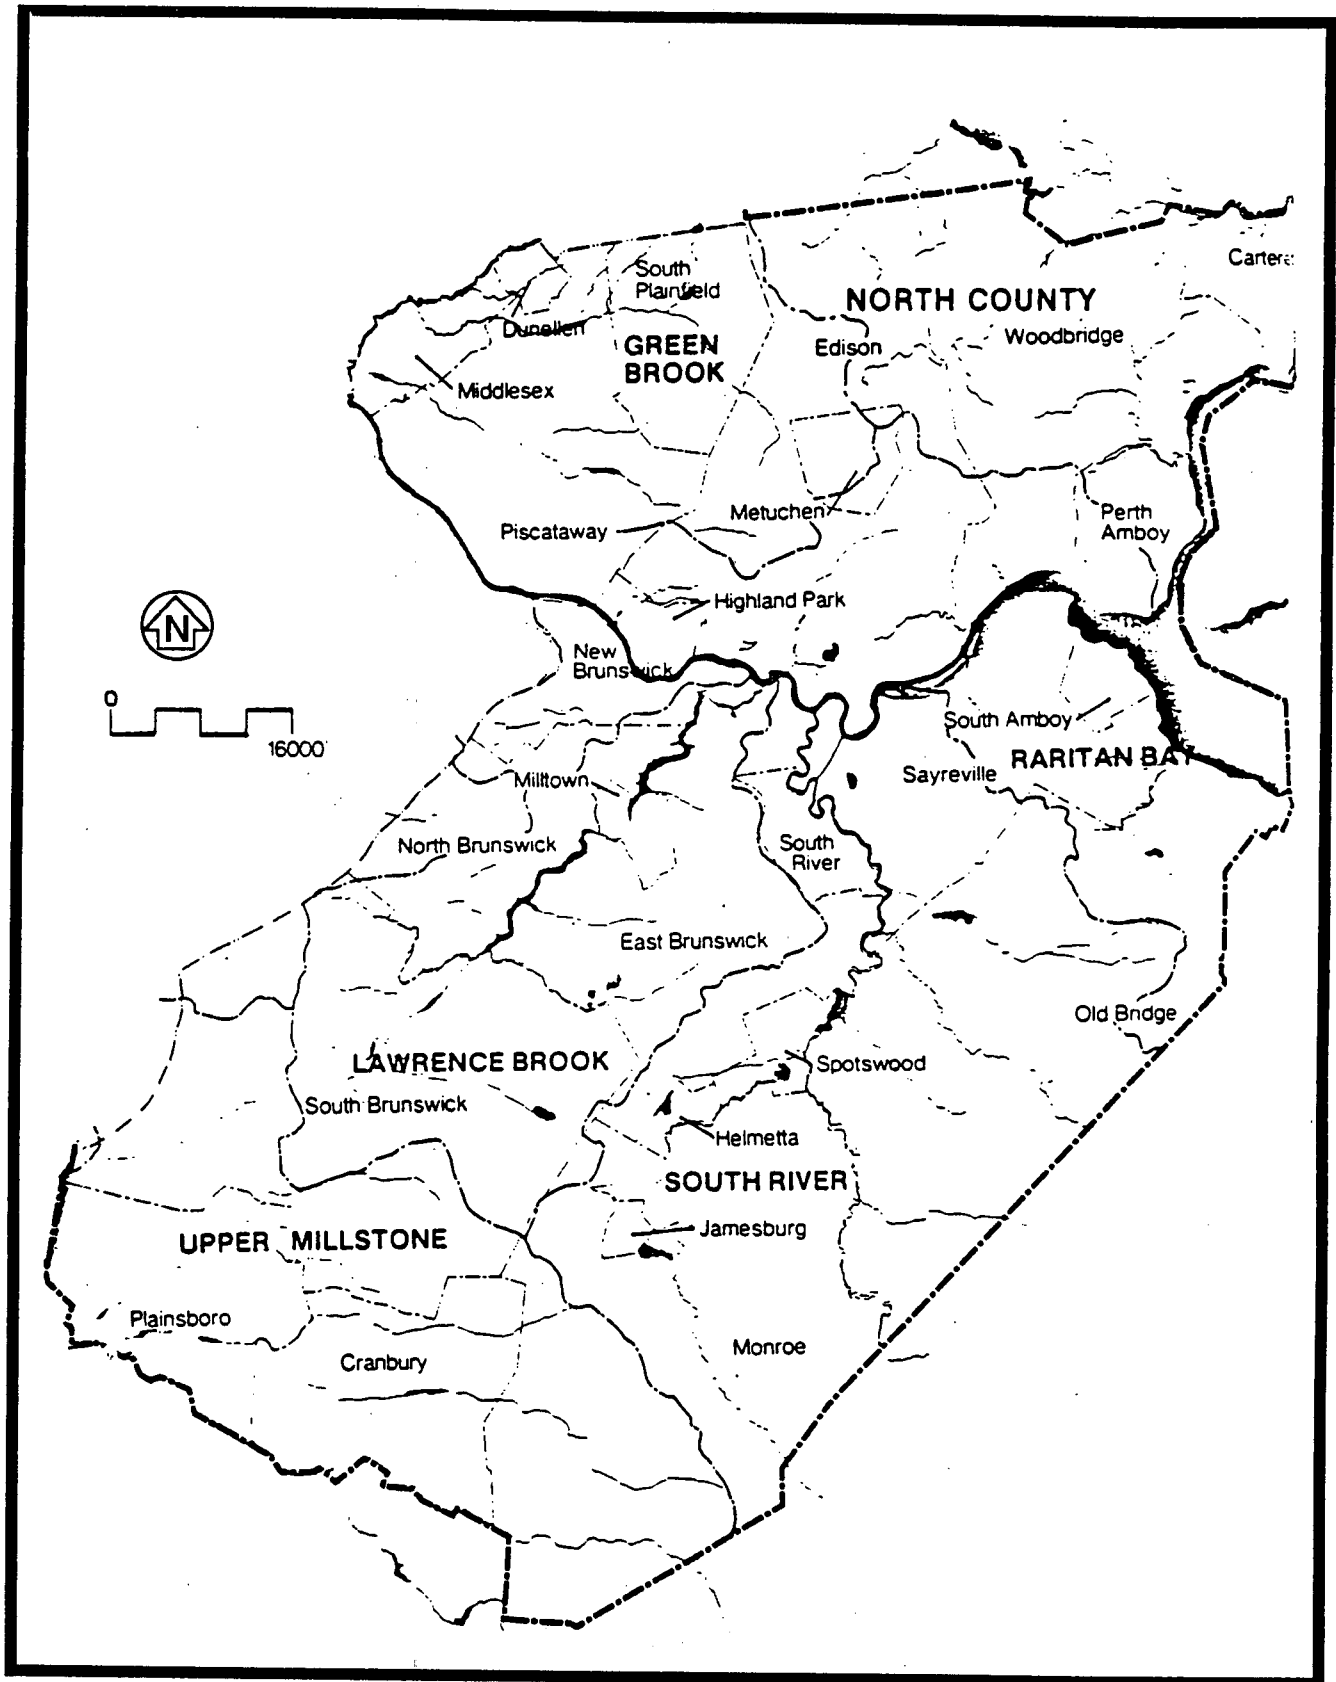 Cartere
South
Plainfield
NORTH COUNTY
Dunellen
Woodbridge
GREEN
BROOK
Edison
Middlesex
Metuchen
Perth
Amboy
Piscataway
Highland Park
N
New
Brunswick
0
16000
South Amboy
RARITAN BAY
Sayreville
Milltown
North Brunswick
South
River
East Brunswick
Old Bridge
LAWRENCE BROOK
Spotswood
South Brunswick
Helmetta
SOUTH RIVER
Jamesburg
UPPER MILLSTONE
Plainsboro
Monroe
Cranbury